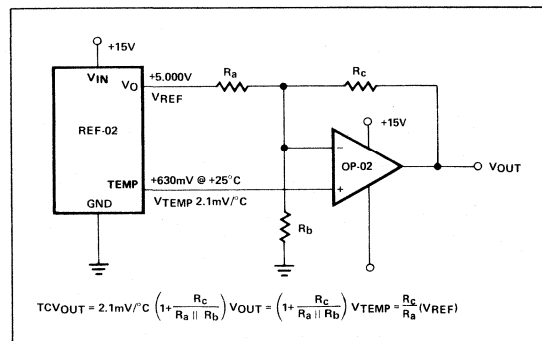 +15V
VIN
VO
+5.000V
VREF
Ra
Rc
REF-02
+15V
−
OP-02
+
VOUT
TEMP
+630mV @ +25°C
VTEMP 2.1mV/°C
GND
Rb
TCVOUT = 2.1mV/°C (1+ Rc / Ra || Rb) VOUT = (1+ Rc / Ra || Rb) VTEMP = Rc / Ra (VREF)